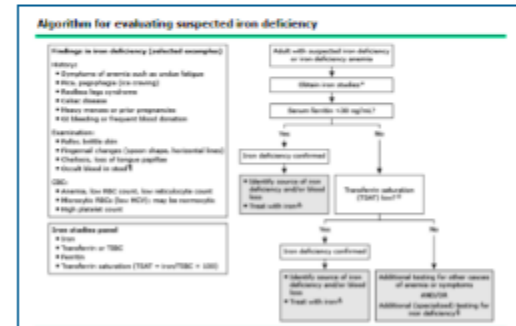 Algorithm for evaluating suspected iron deficiency
Findings in iron deficiency (selected examples)
History:
• Symptoms of anemia such as undue fatigue
• Pica, pagophagia (ice craving)
• Restless legs syndrome
• Celiac disease
• Heavy menses or prior pregnancies
• GI bleeding or frequent blood donation
Examination:
• Pallor, brittle skin
• Fingernail changes (spoon shape, horizontal lines)
• Cheilosis, loss of tongue papillae
• Occult blood in stool¶
CBC:
• Anemia, low RBC count, low reticulocyte count
• Microcytic RBCs (low MCV); may be normocytic
• High platelet count
Iron studies panel
• Iron
• Transferrin or TIBC
• Ferritin
• Transferrin saturation (TSAT = iron/TIBC × 100)
Adult with suspected iron deficiency
or iron deficiency anemia
Obtain iron studies*
Serum ferritin <30 ng/mL?
Yes
No
Iron deficiency confirmed
• Identify source of iron
deficiency and/or blood
loss
• Treat with iron
Transferrin saturation
(TSAT) low?
Yes
No
Iron deficiency confirmed
• Identify source of iron
deficiency and/or blood
loss
• Treat with iron
Additional testing for other causes
of anemia or symptoms
AND/OR
Additional (specialized) testing for
iron deficiency